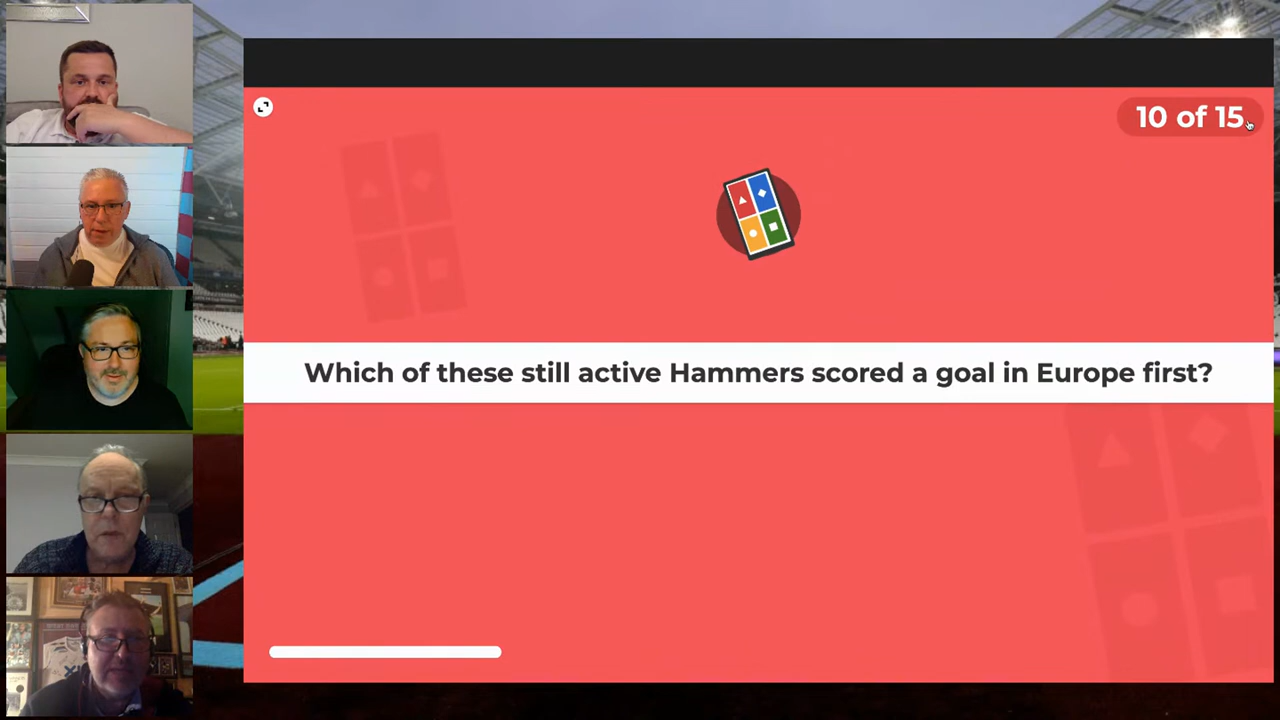 10 of 15
Which of these still active Hammers scored a goal in Europe first?